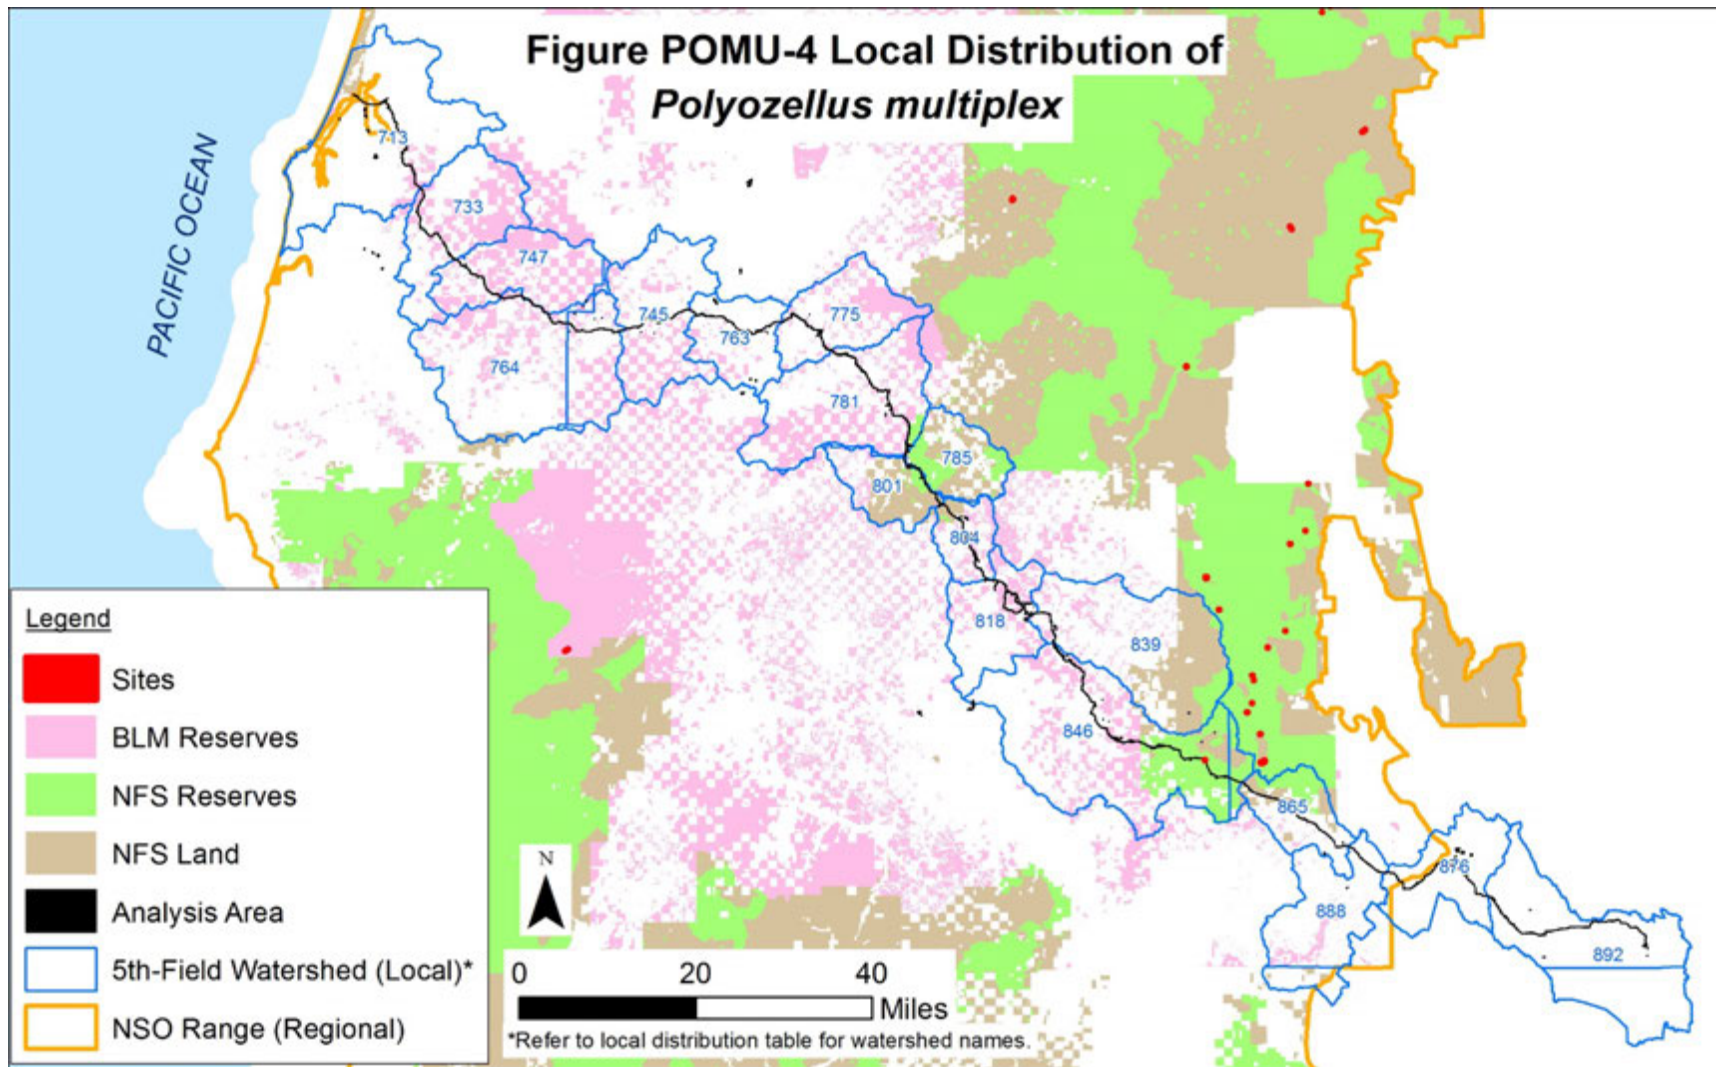 Figure POMU-4 Local Distribution of
Polyozellus multiplex
PACIFIC OCEAN
713
733
747
745
775
763
764
781
785
801
804
818
839
846
865
876
888
892
Legend
Sites
BLM Reserves
NFS Reserves
NFS Land
Analysis Area
5th-Field Watershed (Local)*
NSO Range (Regional)
N
0 20 40
Miles
*Refer to local distribution table for watershed names.